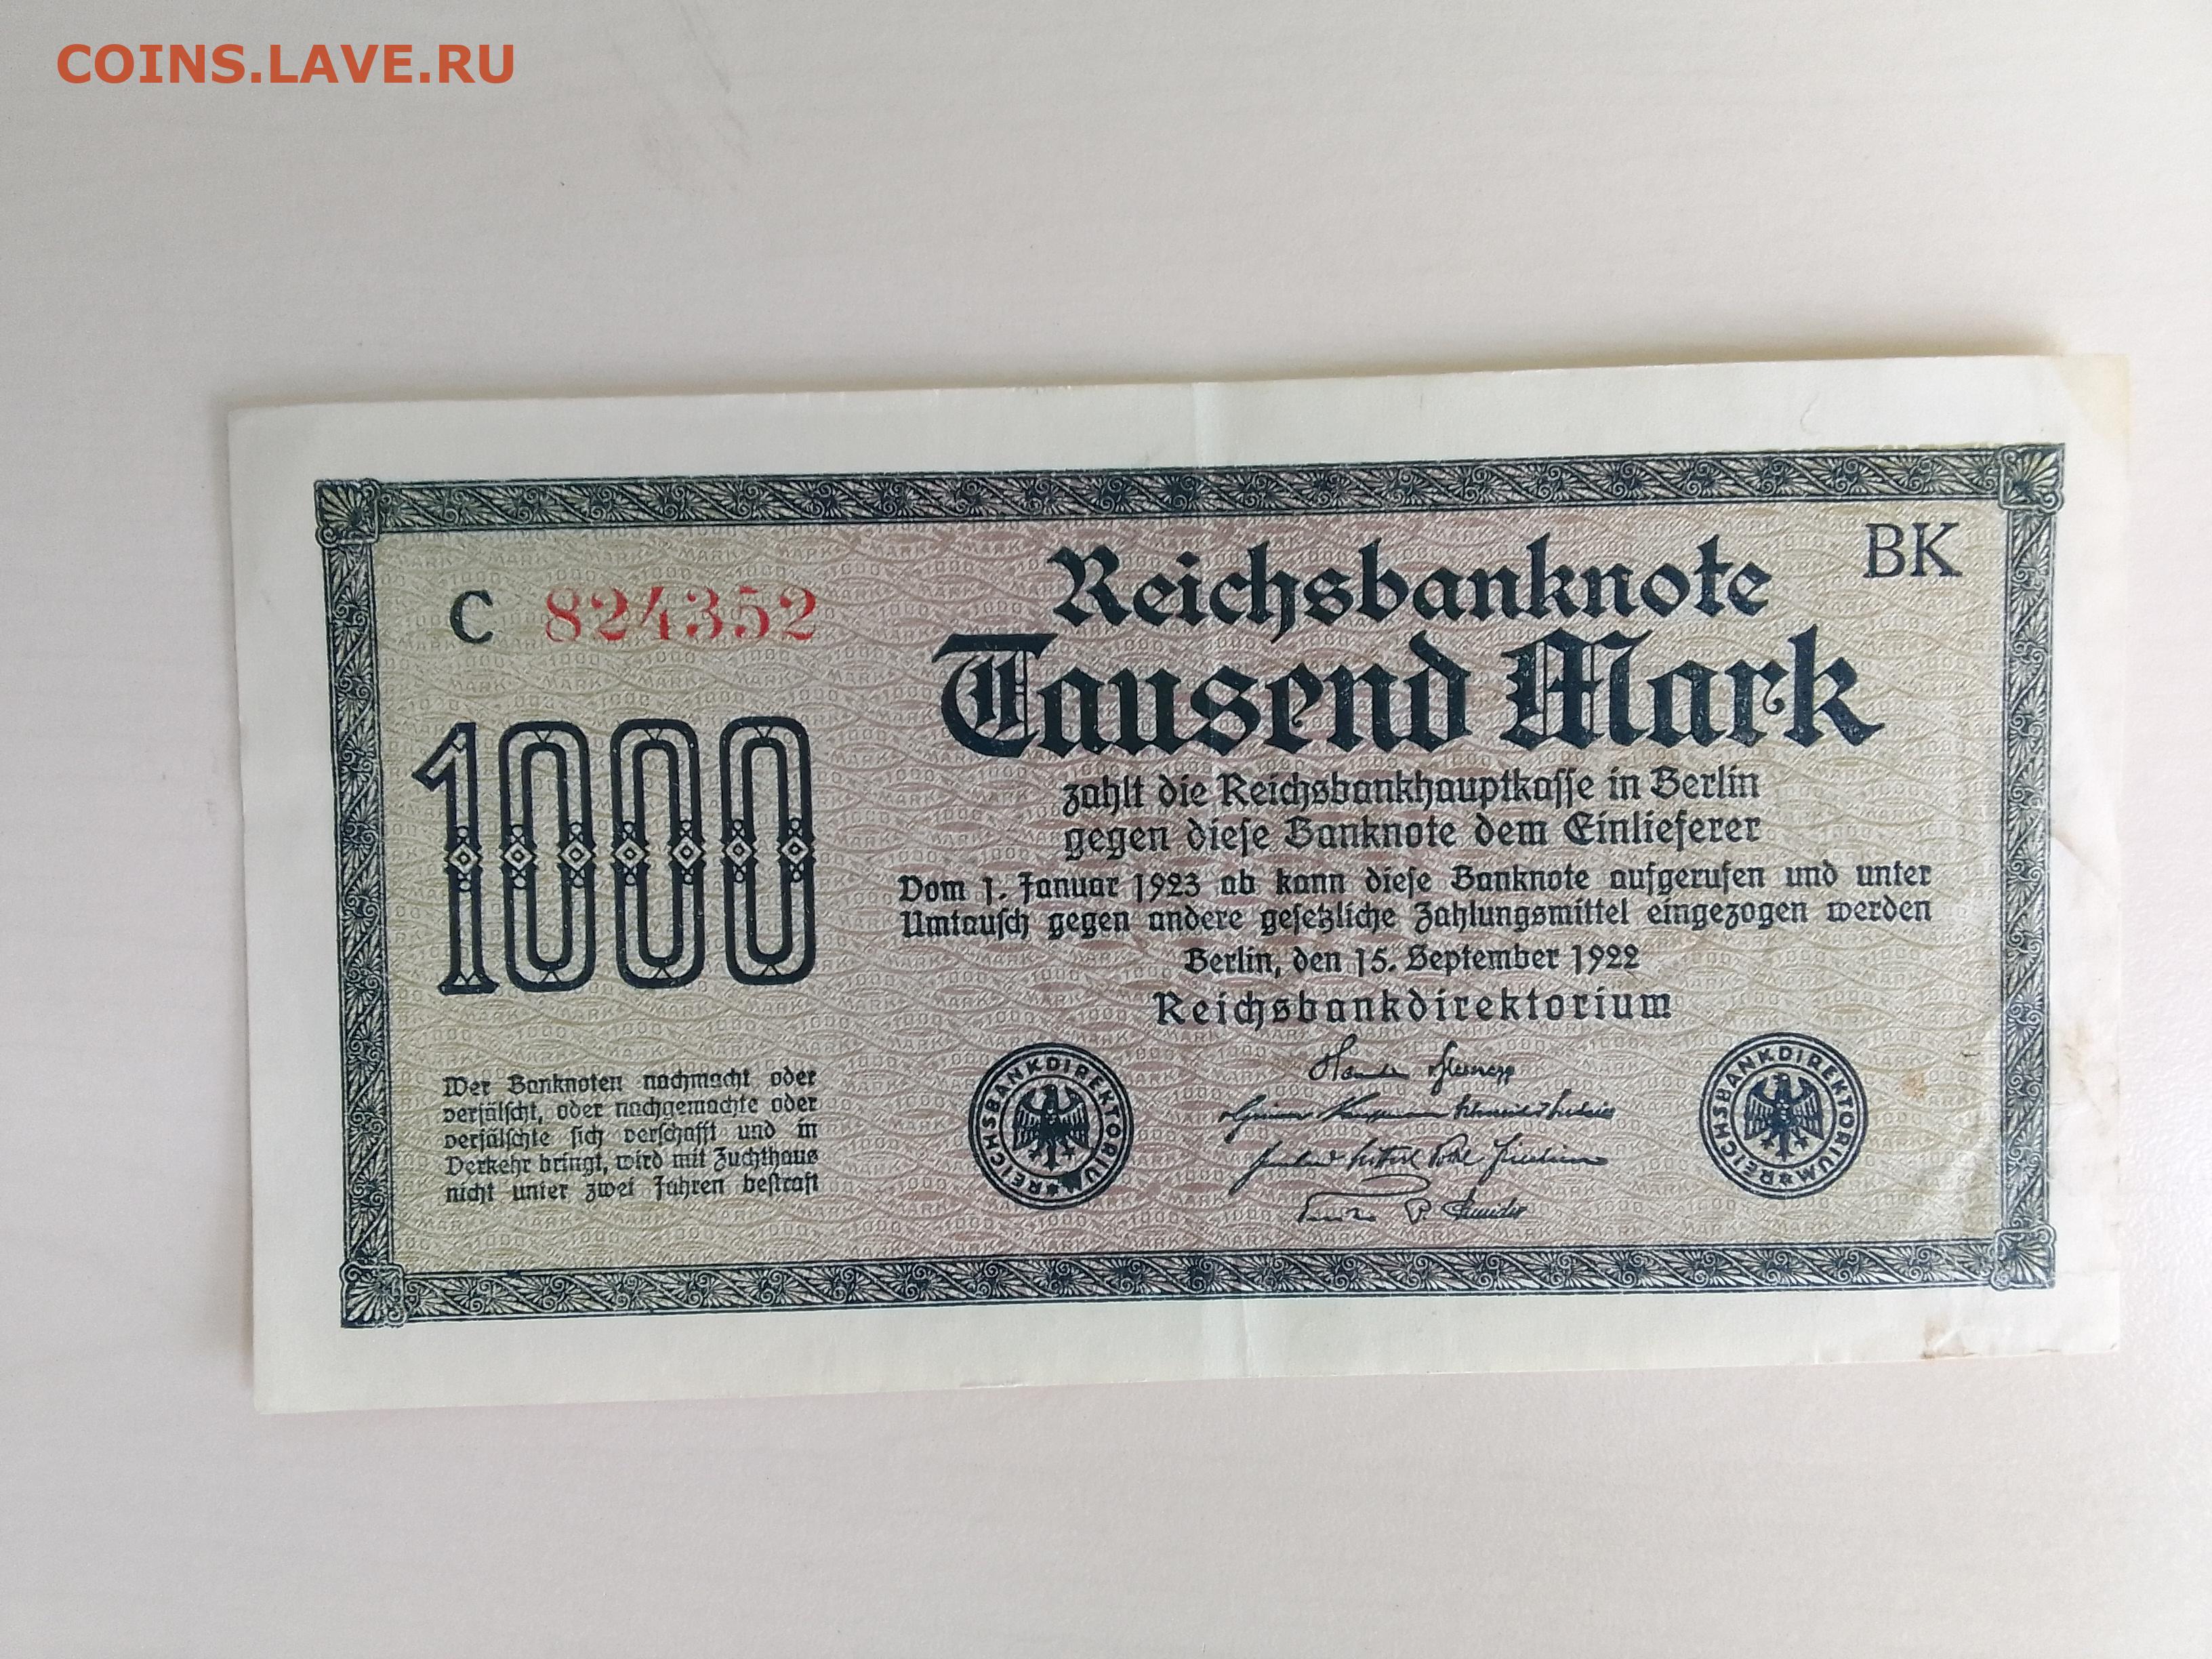 COINS.LAVE.RU
BK
C 824352
Reichsbanknote
Tausend Mark
1000
zahlt die Reichsbankhauptkaſſe in Berlin
gegen dieſe Banknote dem Einlieferer
Vom 1. Januar 1923 ab kann dieſe Banknote aufgerufen und unter
Umtauſch gegen andere geſetzliche Zahlungsmittel eingezogen werden
Berlin, den 15. September 1922
Reichsbankdirektorium
Wer Banknoten nachmacht oder
verfälſcht, oder nachgemachte oder
verfälſchte ſich verſchafft und in
Verkehr bringt, wird mit Zuchthaus
nicht unter zwei Jahren beſtraft
REICHSBANKDIREKTORIUM
REICHSBANKDIREKTORIUM